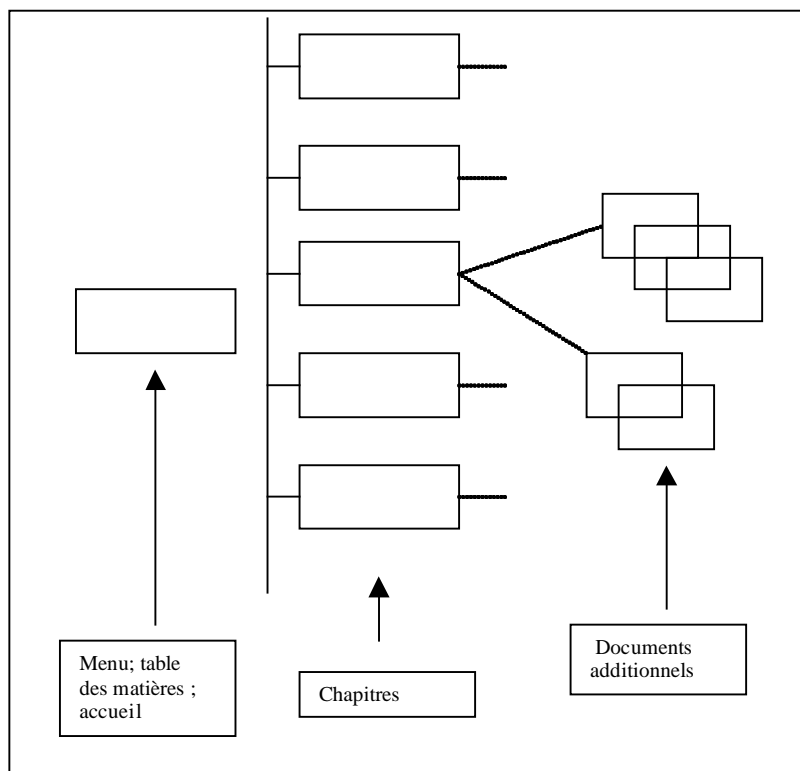 Menu; table
des matières ;
accueil
Chapitres
Documents
additionnels